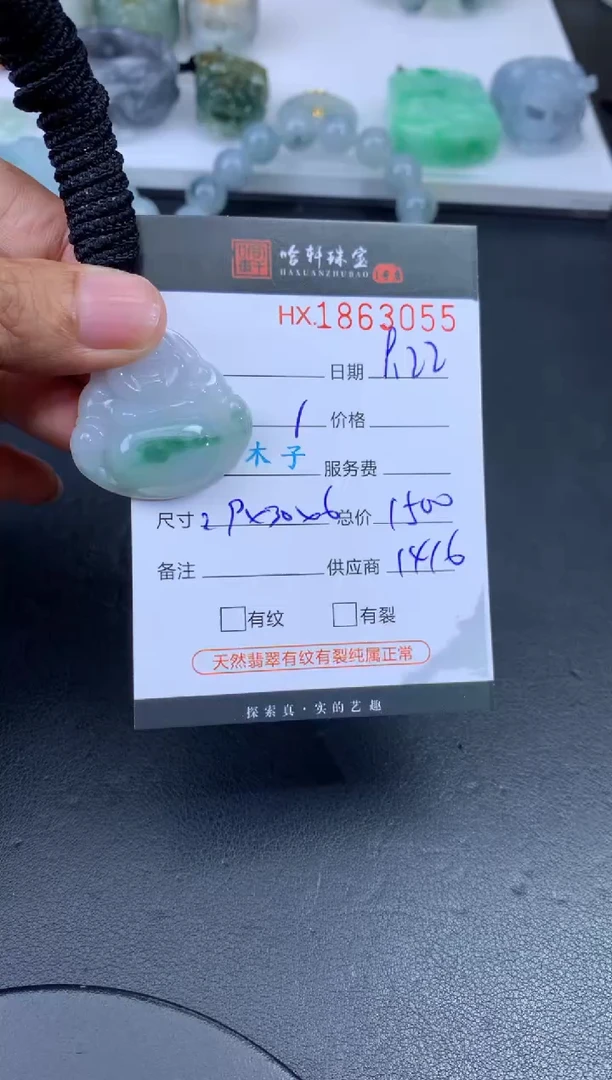 哈轩珠宝
HAXUANZHUBAO
HX.1863055
日期 1.22
1 价格
木子 服务费
尺寸 29x30x6 总价 1500
备注 供应商 1416
有纹 有裂
天然翡翠有纹有裂纯属正常
探索真·实的艺趣